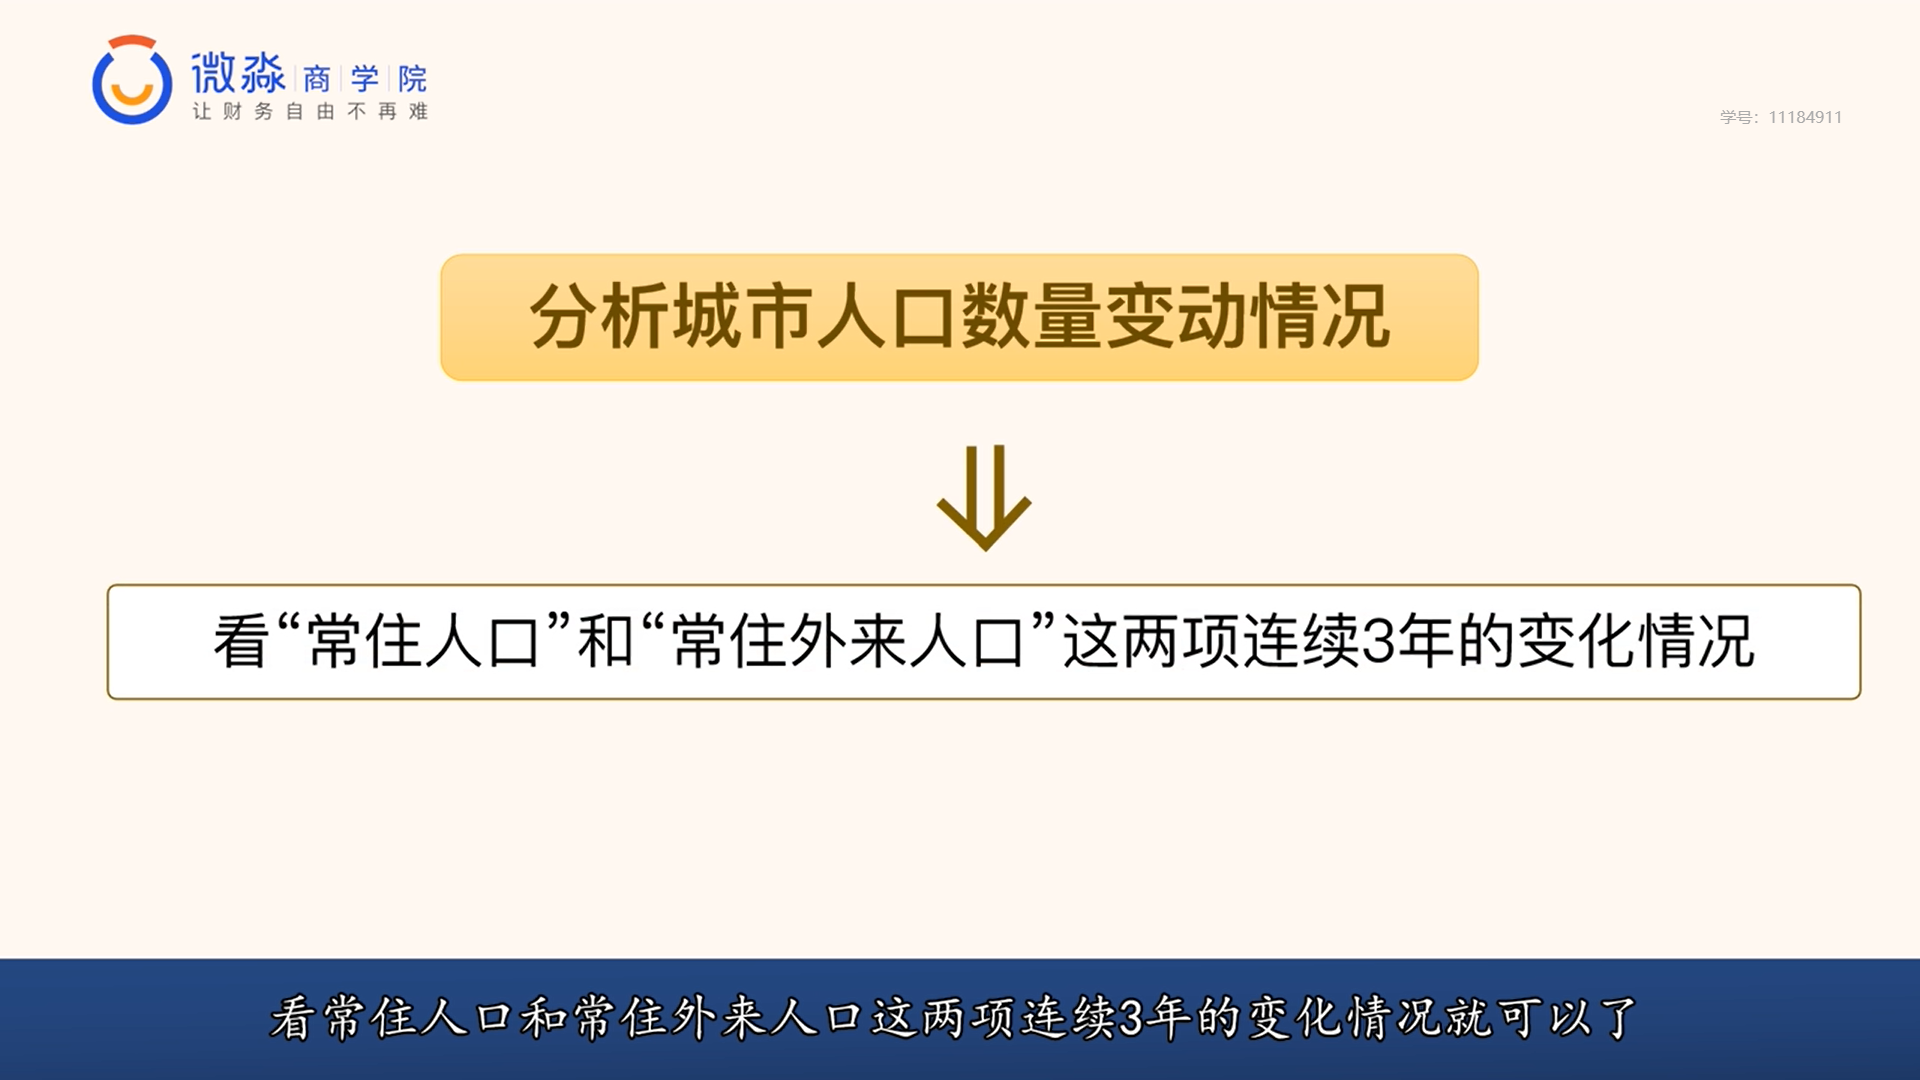 微淼 商 学 院
让财务自由不再难
学号：11184911
分析城市人口数量变动情况
看“常住人口”和“常住外来人口”这两项连续3年的变化情况
看常住人口和常住外来人口这两项连续3年的变化情况就可以了